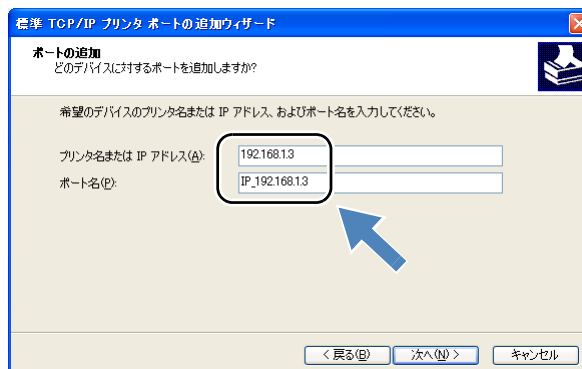 標準 TCP/IP プリンタ ポートの追加ウィザード
ポートの追加
どのデバイスに対するポートを追加しますか?
希望のデバイスのプリンタ名または IP アドレス、およびポート名を入力してください。
プリンタ名または IP アドレス(A): 192.168.1.3
ポート名(P): IP_192.168.1.3
< 戻る(B) 次へ(N) > キャンセル